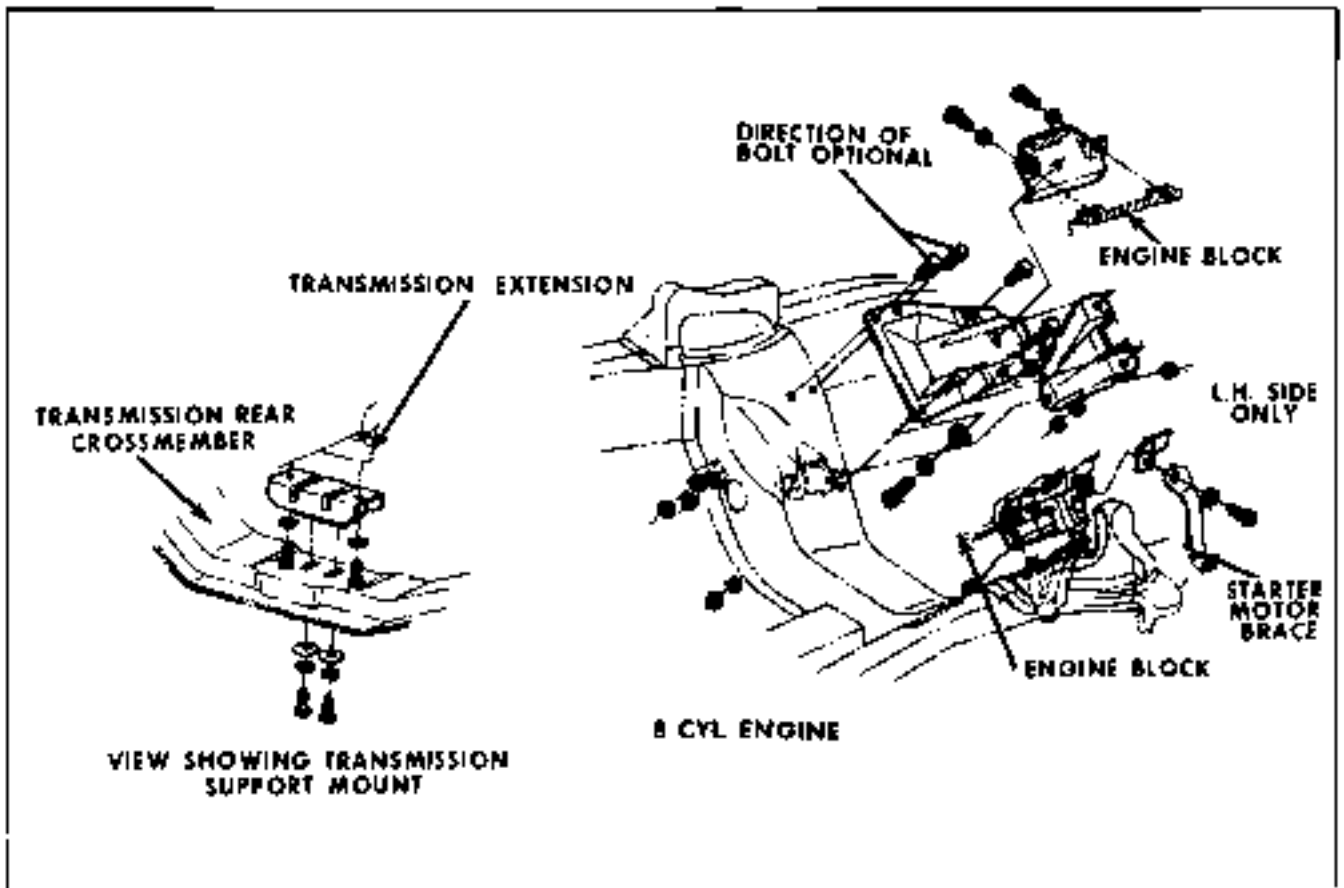 DIRECTION OF
BOLT OPTIONAL
ENGINE BLOCK
TRANSMISSION EXTENSION
TRANSMISSION REAR
CROSSMEMBER
L.H. SIDE
ONLY
STARTER
MOTOR
BRACE
ENGINE BLOCK
8 CYL. ENGINE
VIEW SHOWING TRANSMISSION
SUPPORT MOUNT